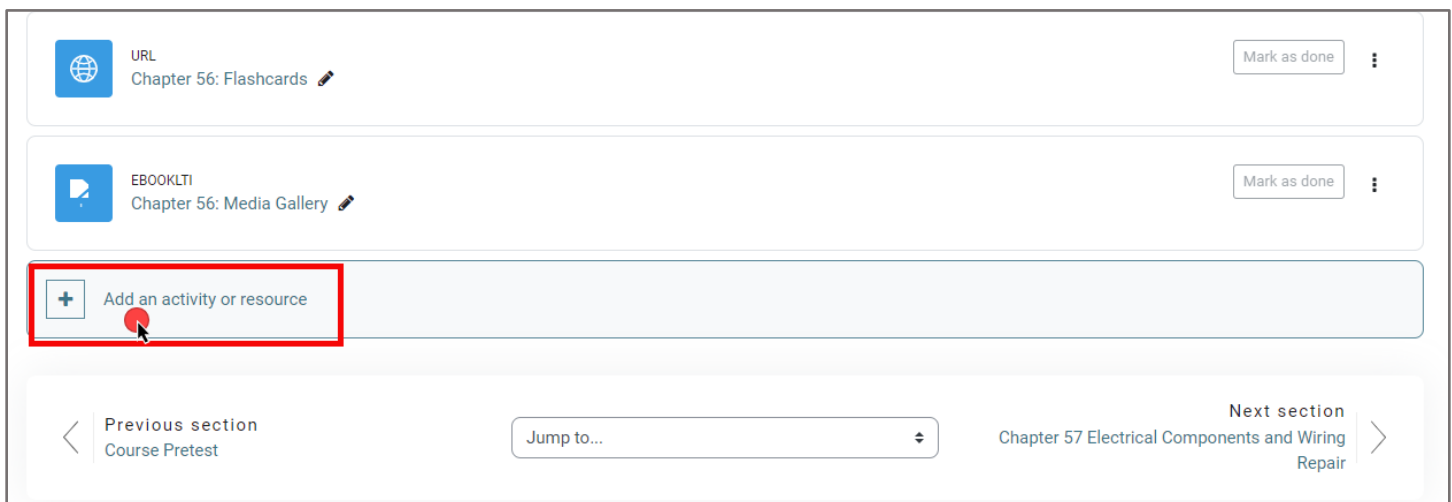 URL
Chapter 56: Flashcards
Mark as done
EBOOKLTI
Chapter 56: Media Gallery
Mark as done
Add an activity or resource
Previous section
Course Pretest
Jump to...
Next section
Chapter 57 Electrical Components and Wiring
Repair